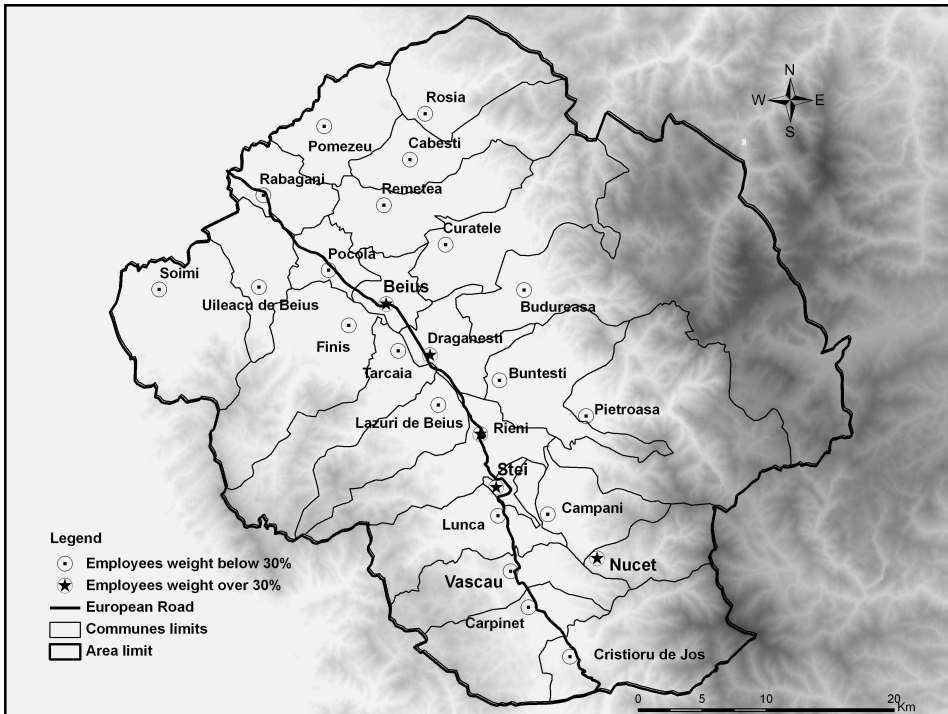 N
W E
S
Rosia
Pomezeu
Cabesti
Rabagani
Remetea
Curatele
Pocola
Soimi
Beius
Uileacu de Beius
Budureasa
Draganesti
Finis
Tarcaia
Buntesti
Pietroasa
Lazuri de Beius
Rieni
Stei
Campani
Lunca
Nucet
Vascau
Carpinet
Cristioru de Jos
Legend
Employees weight below 30%
Employees weight over 30%
European Road
Communes limits
Area limit
0 5 10 20
Km